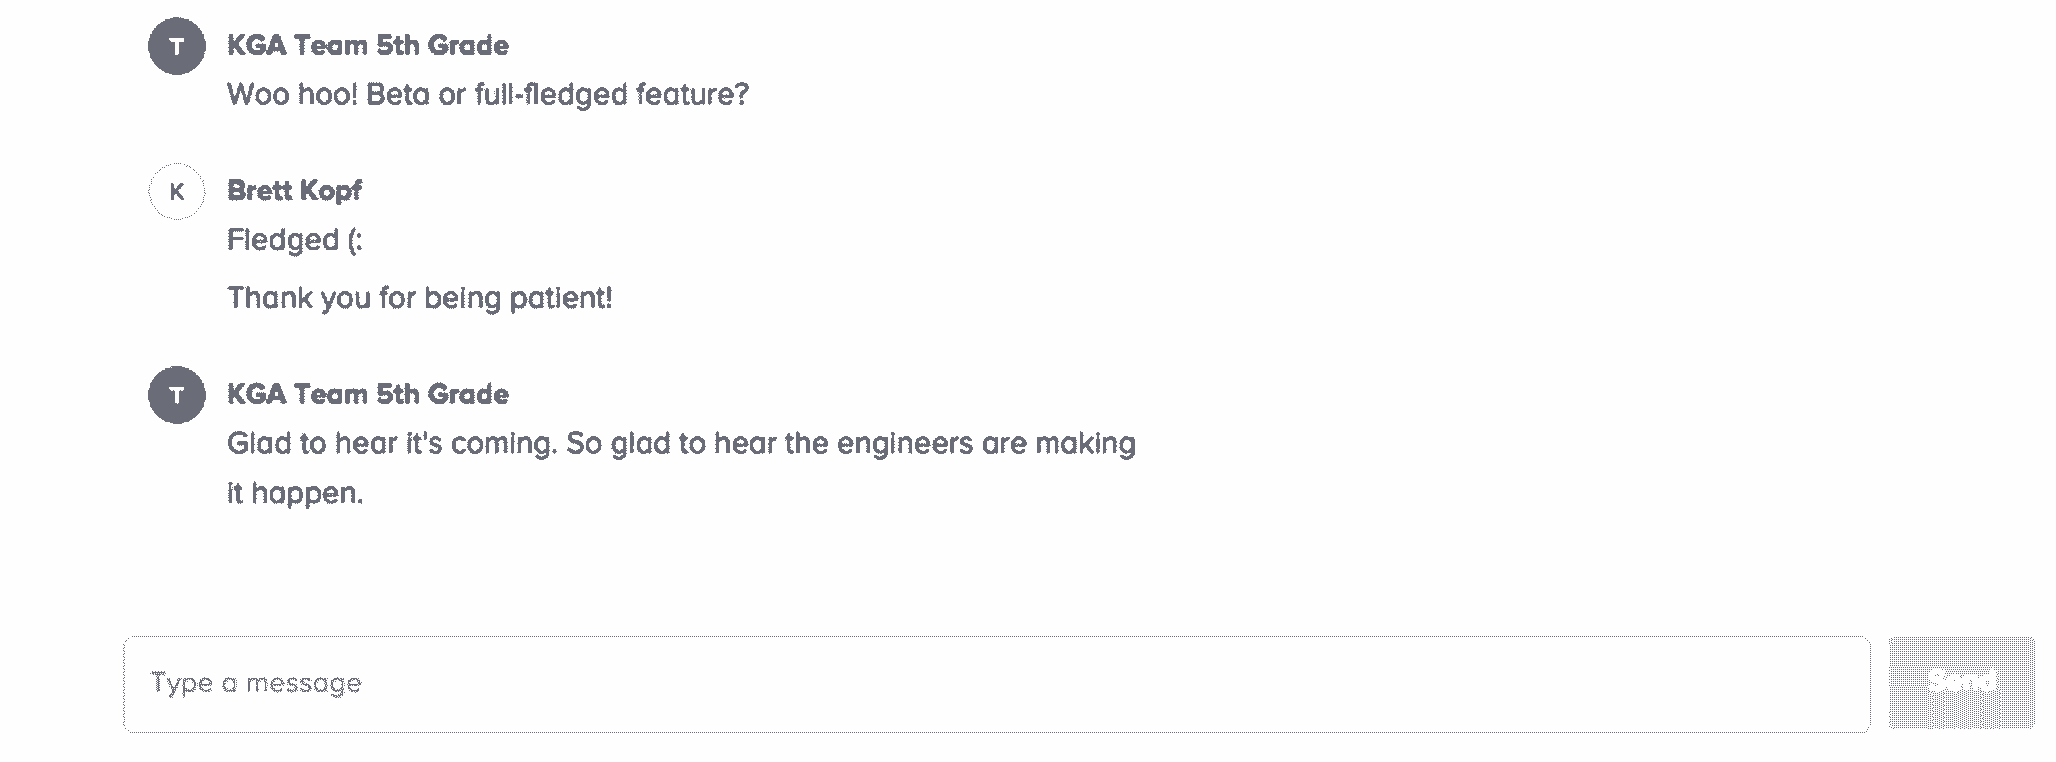 T KGA Team 5th Grade
Woo hoo! Beta or full-fledged feature?
K Brett Kopf
Fledged (:
Thank you for being patient!
T KGA Team 5th Grade
Glad to hear it's coming. So glad to hear the engineers are making
it happen.
Type a message Send